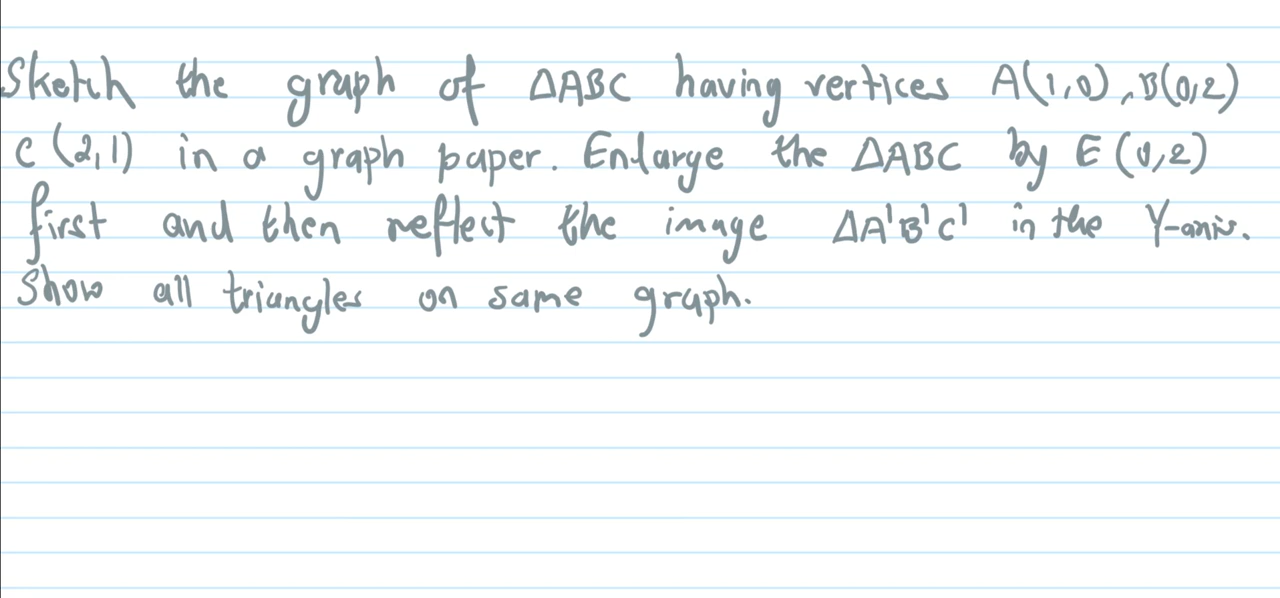 Sketch the graph of ΔABC having vertices A(1,0), B(0,2)
C (2,1) in a graph paper. Enlarge the ΔABC by E (0,2)
first and then reflect the image ΔA'B'C' in the Y-axis.
Show all triangles on same graph.